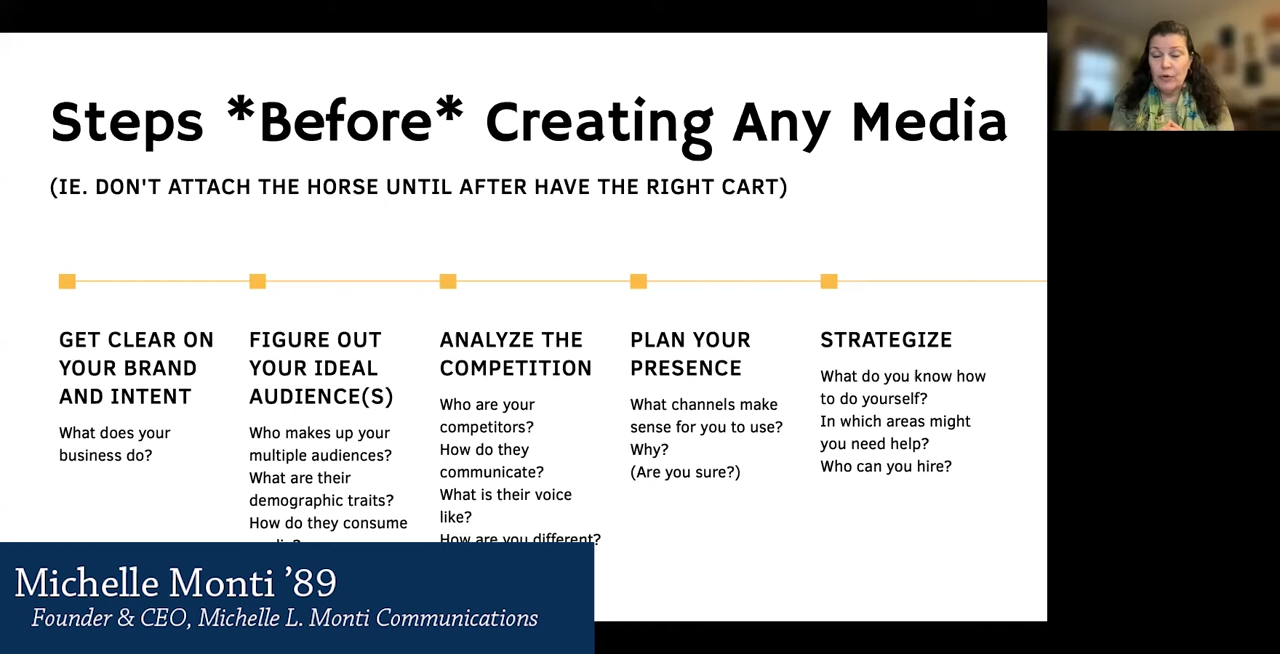 Steps *Before* Creating Any Media
(IE. DON'T ATTACH THE HORSE UNTIL AFTER HAVE THE RIGHT CART)
GET CLEAR ON
YOUR BRAND
AND INTENT
What does your
business do?
FIGURE OUT
YOUR IDEAL
AUDIENCE(S)
Who makes up your
multiple audiences?
What are their
demographic traits?
How do they consume
ANALYZE THE
COMPETITION
Who are your
competitors?
How do they
communicate?
What is their voice
like?
How are you different?
PLAN YOUR
PRESENCE
What channels make
sense for you to use?
Why?
(Are you sure?)
STRATEGIZE
What do you know how
to do yourself?
In which areas might
you need help?
Who can you hire?
Michelle Monti ’89
Founder & CEO, Michelle L. Monti Communications